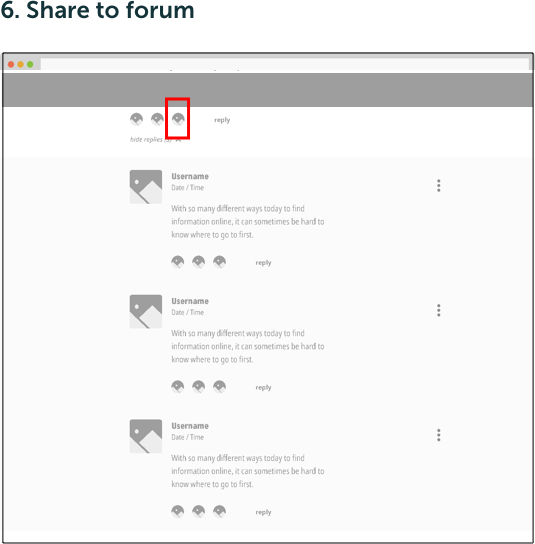 6. Share to forum
reply
hide replies
Username
Date / Time
With so many different ways today to find
information online, it can sometimes be hard to
know where to go to first.
reply
Username
Date / Time
With so many different ways today to find
information online, it can sometimes be hard to
know where to go to first.
reply
Username
Date / Time
With so many different ways today to find
information online, it can sometimes be hard to
know where to go to first.
reply